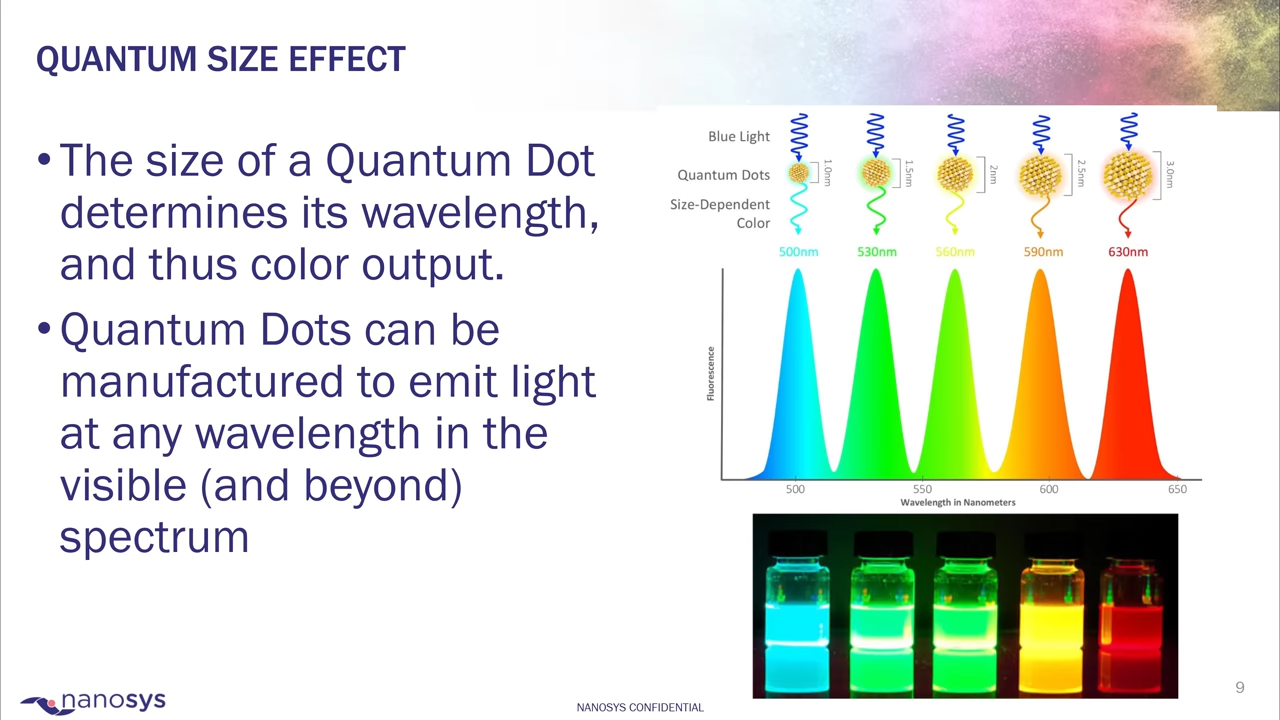 QUANTUM SIZE EFFECT
• The size of a Quantum Dot
determines its wavelength,
and thus color output.
• Quantum Dots can be
manufactured to emit light
at any wavelength in the
visible (and beyond)
spectrum
Blue Light
Quantum Dots
1.0nm
1.5nm
2nm
2.5nm
3.0nm
Size-Dependent
Color
500nm
530nm
560nm
590nm
630nm
Fluorescence
500
550
600
650
Wavelength in Nanometers
nanosys
NANOSYS CONFIDENTIAL
9